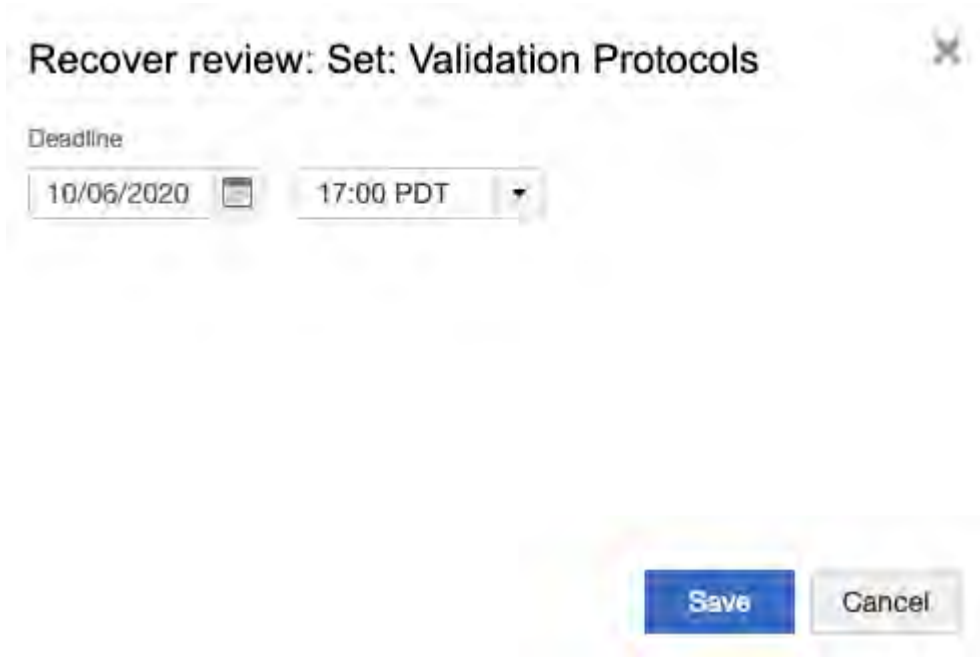 Recover review: Set: Validation Protocols
Deadline
10/06/2020 17:00 PDT
Save Cancel